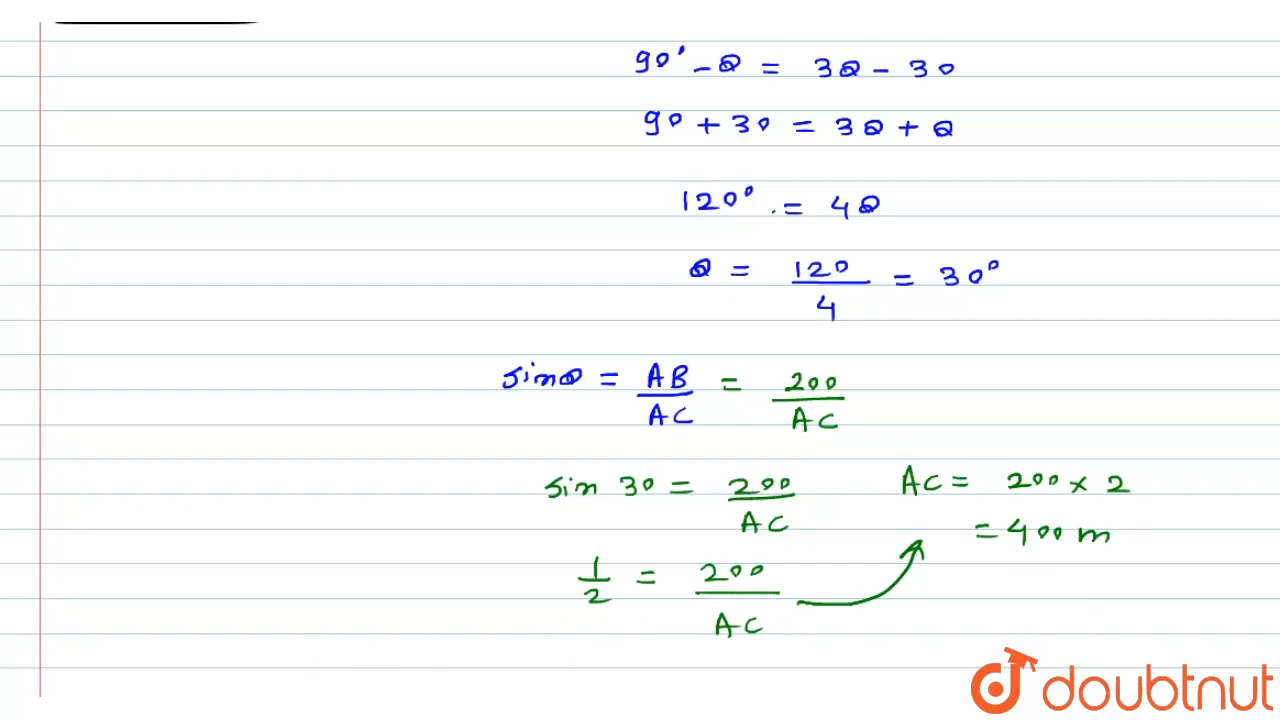 90° - θ = 3θ - 30
90 + 30 = 3θ + θ
120° = 4θ
θ = 120/4 = 30°
sinθ = AB/AC = 200/AC
sin 30 = 200/AC
AC = 200 × 2
= 400 m
1/2 = 200/AC
doubtnut